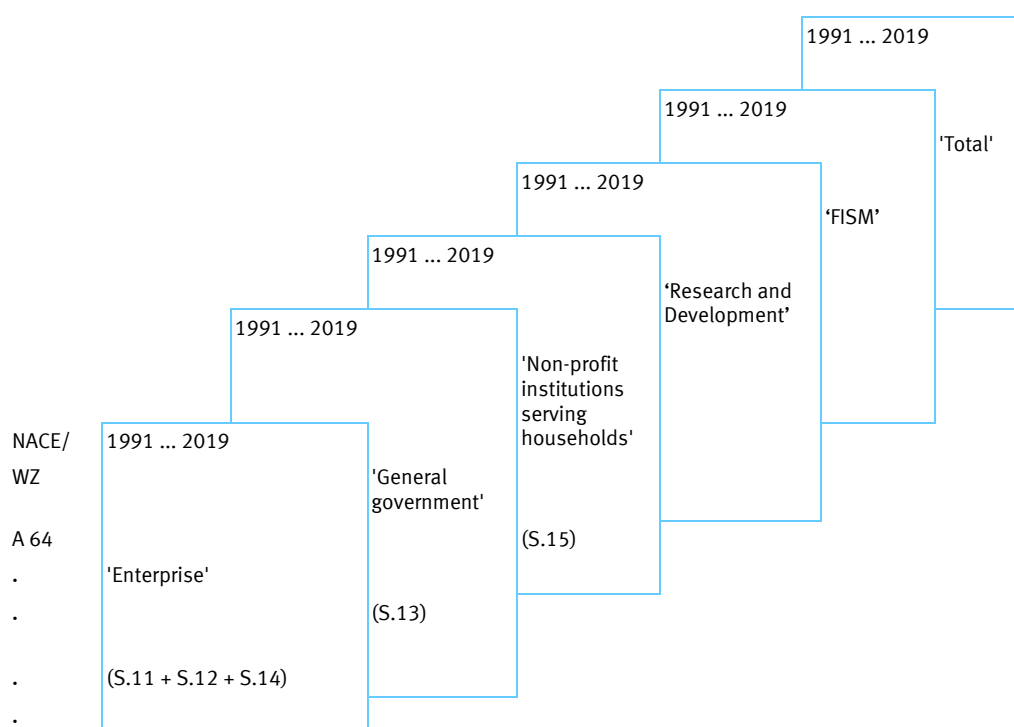 1991 ... 2019
'Total'
1991 ... 2019
‘FISM’
1991 ... 2019
‘Research and
Development’
1991 ... 2019
'Non-profit
institutions
serving
households'
(S.15)
1991 ... 2019
'General
government'
(S.13)
NACE/
WZ
A 64
.
.
.
.
1991 ... 2019
'Enterprise'
(S.11 + S.12 + S.14)